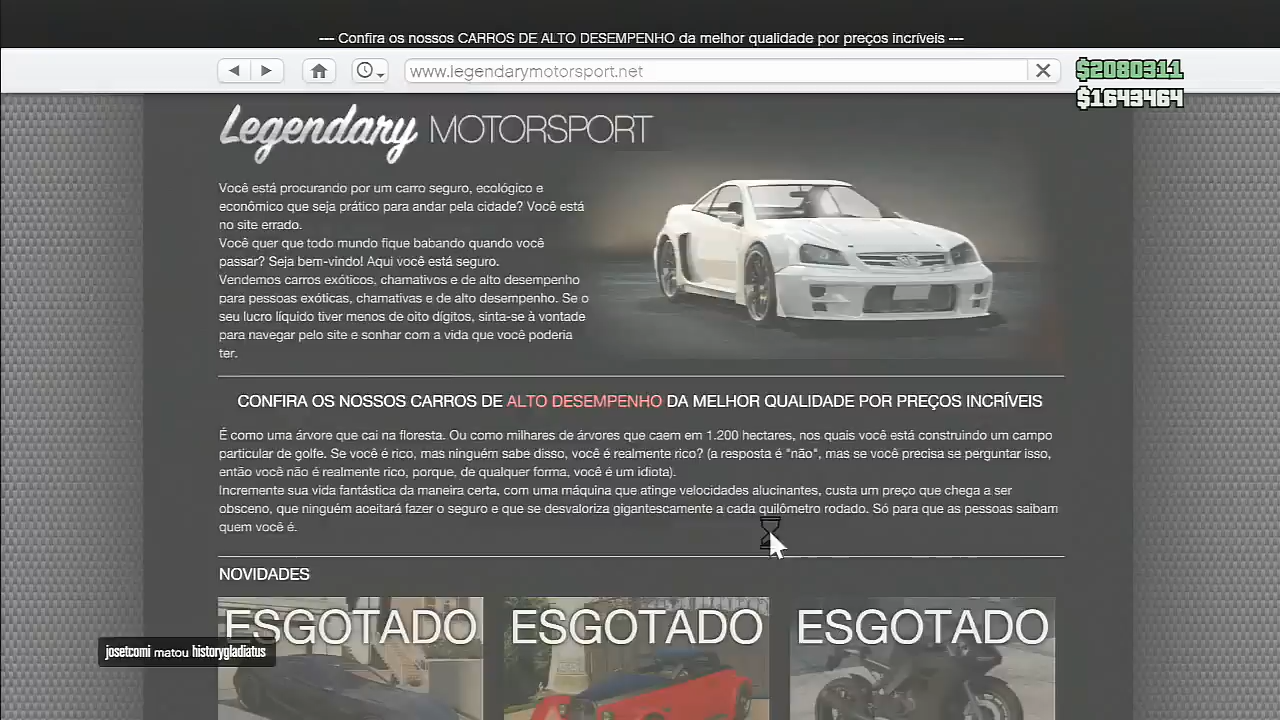 --- Confira os nossos CARROS DE ALTO DESEMPENHO da melhor qualidade por preços incríveis ---
www.legendarymotorsport.net
$2080311
$1643464
Legendary MOTORSPORT
Você está procurando por um carro seguro, ecológico e
econômico que seja prático para andar pela cidade? Você está
no site errado.
Você quer que todo mundo fique babando quando você
passar? Seja bem-vindo! Aqui você está seguro.
Vendemos carros exóticos, chamativos e de alto desempenho
para pessoas exóticas, chamativas e de alto desempenho. Se o
seu lucro líquido tiver menos de oito dígitos, sinta-se à vontade
para navegar pelo site e sonhar com a vida que você poderia
ter.
CONFIRA OS NOSSOS CARROS DE ALTO DESEMPENHO DA MELHOR QUALIDADE POR PREÇOS INCRÍVEIS
É como uma árvore que cai na floresta. Ou como milhares de árvores que caem em 1.200 hectares, nos quais você está construindo um campo
particular de golfe. Se você é rico, mas ninguém sabe disso, você é realmente rico? (a resposta é "não", mas se você precisa se perguntar isso,
então você não é realmente rico, porque, de qualquer forma, você é um idiota).
Incremente sua vida fantástica da maneira certa, com uma máquina que atinge velocidades alucinantes, custa um preço que chega a ser
obsceno, que ninguém aceitará fazer o seguro e que se desvaloriza gigantescamente a cada quilômetro rodado. Só para que as pessoas saibam
quem você é.
NOVIDADES
ESGOTADO ESGOTADO ESGOTADO
josetcomi matou historygladiatus